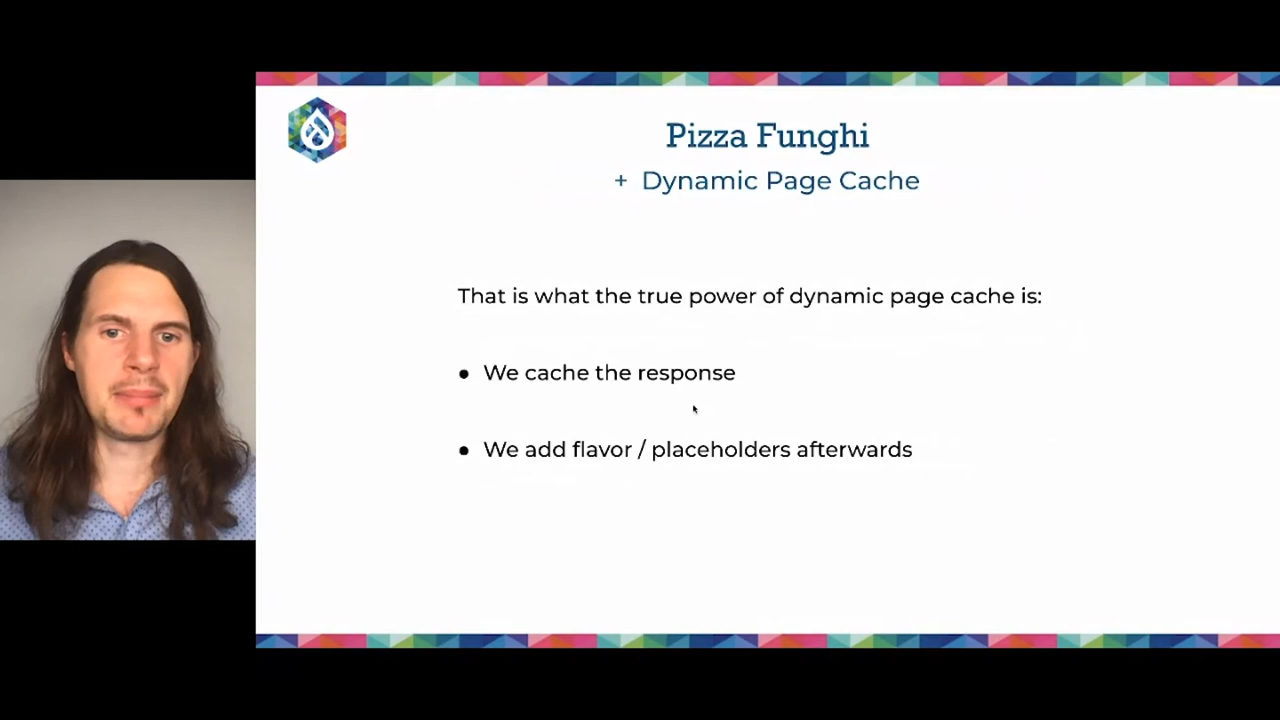 Pizza Funghi
+ Dynamic Page Cache
That is what the true power of dynamic page cache is:
● We cache the response
● We add flavor / placeholders afterwards